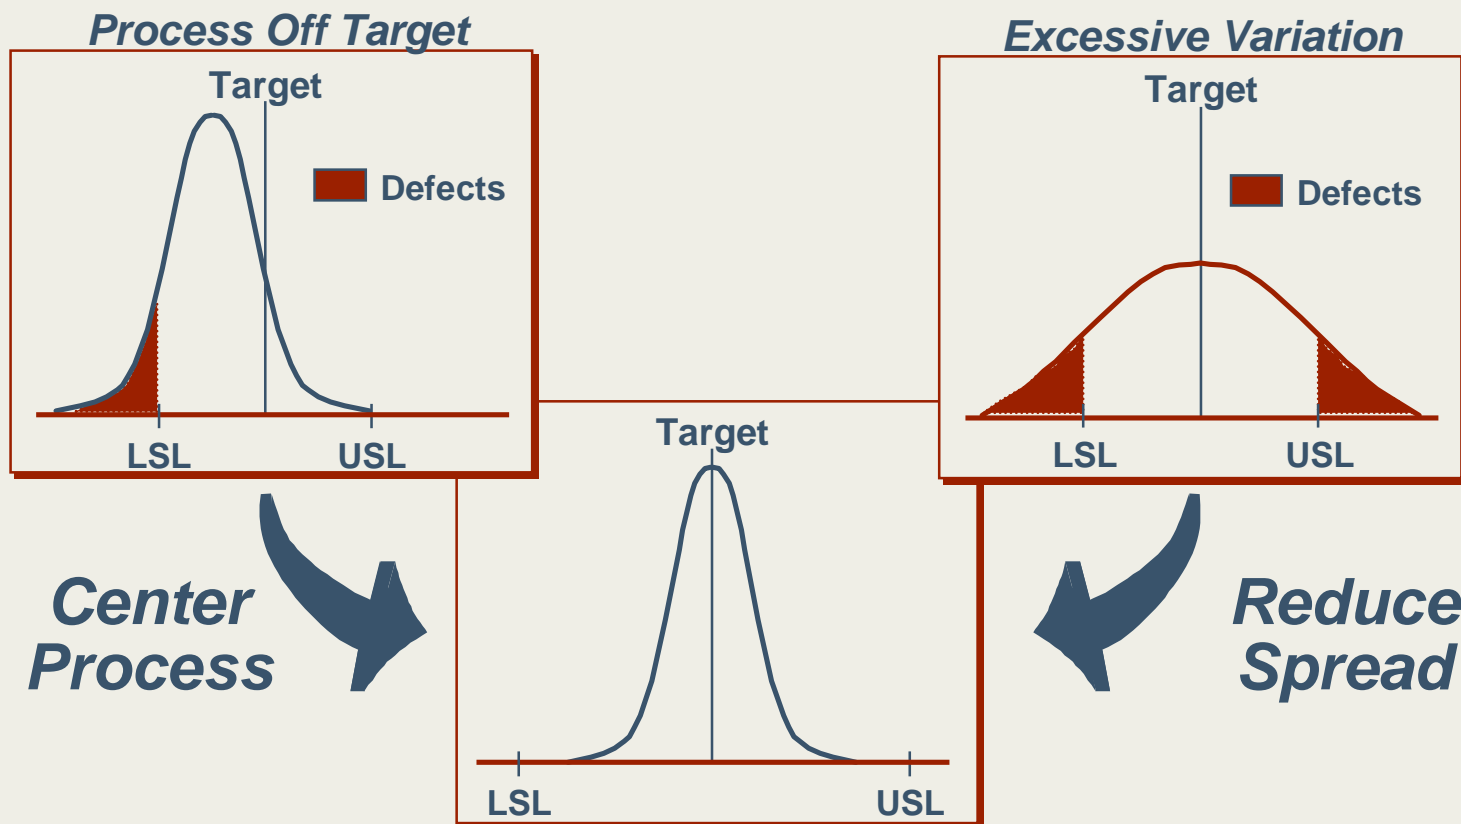 Process Off Target
Target
Defects
LSL USL
Excessive Variation
Target
Defects
LSL USL
Center
Process
Target
LSL USL
Reduce
Spread